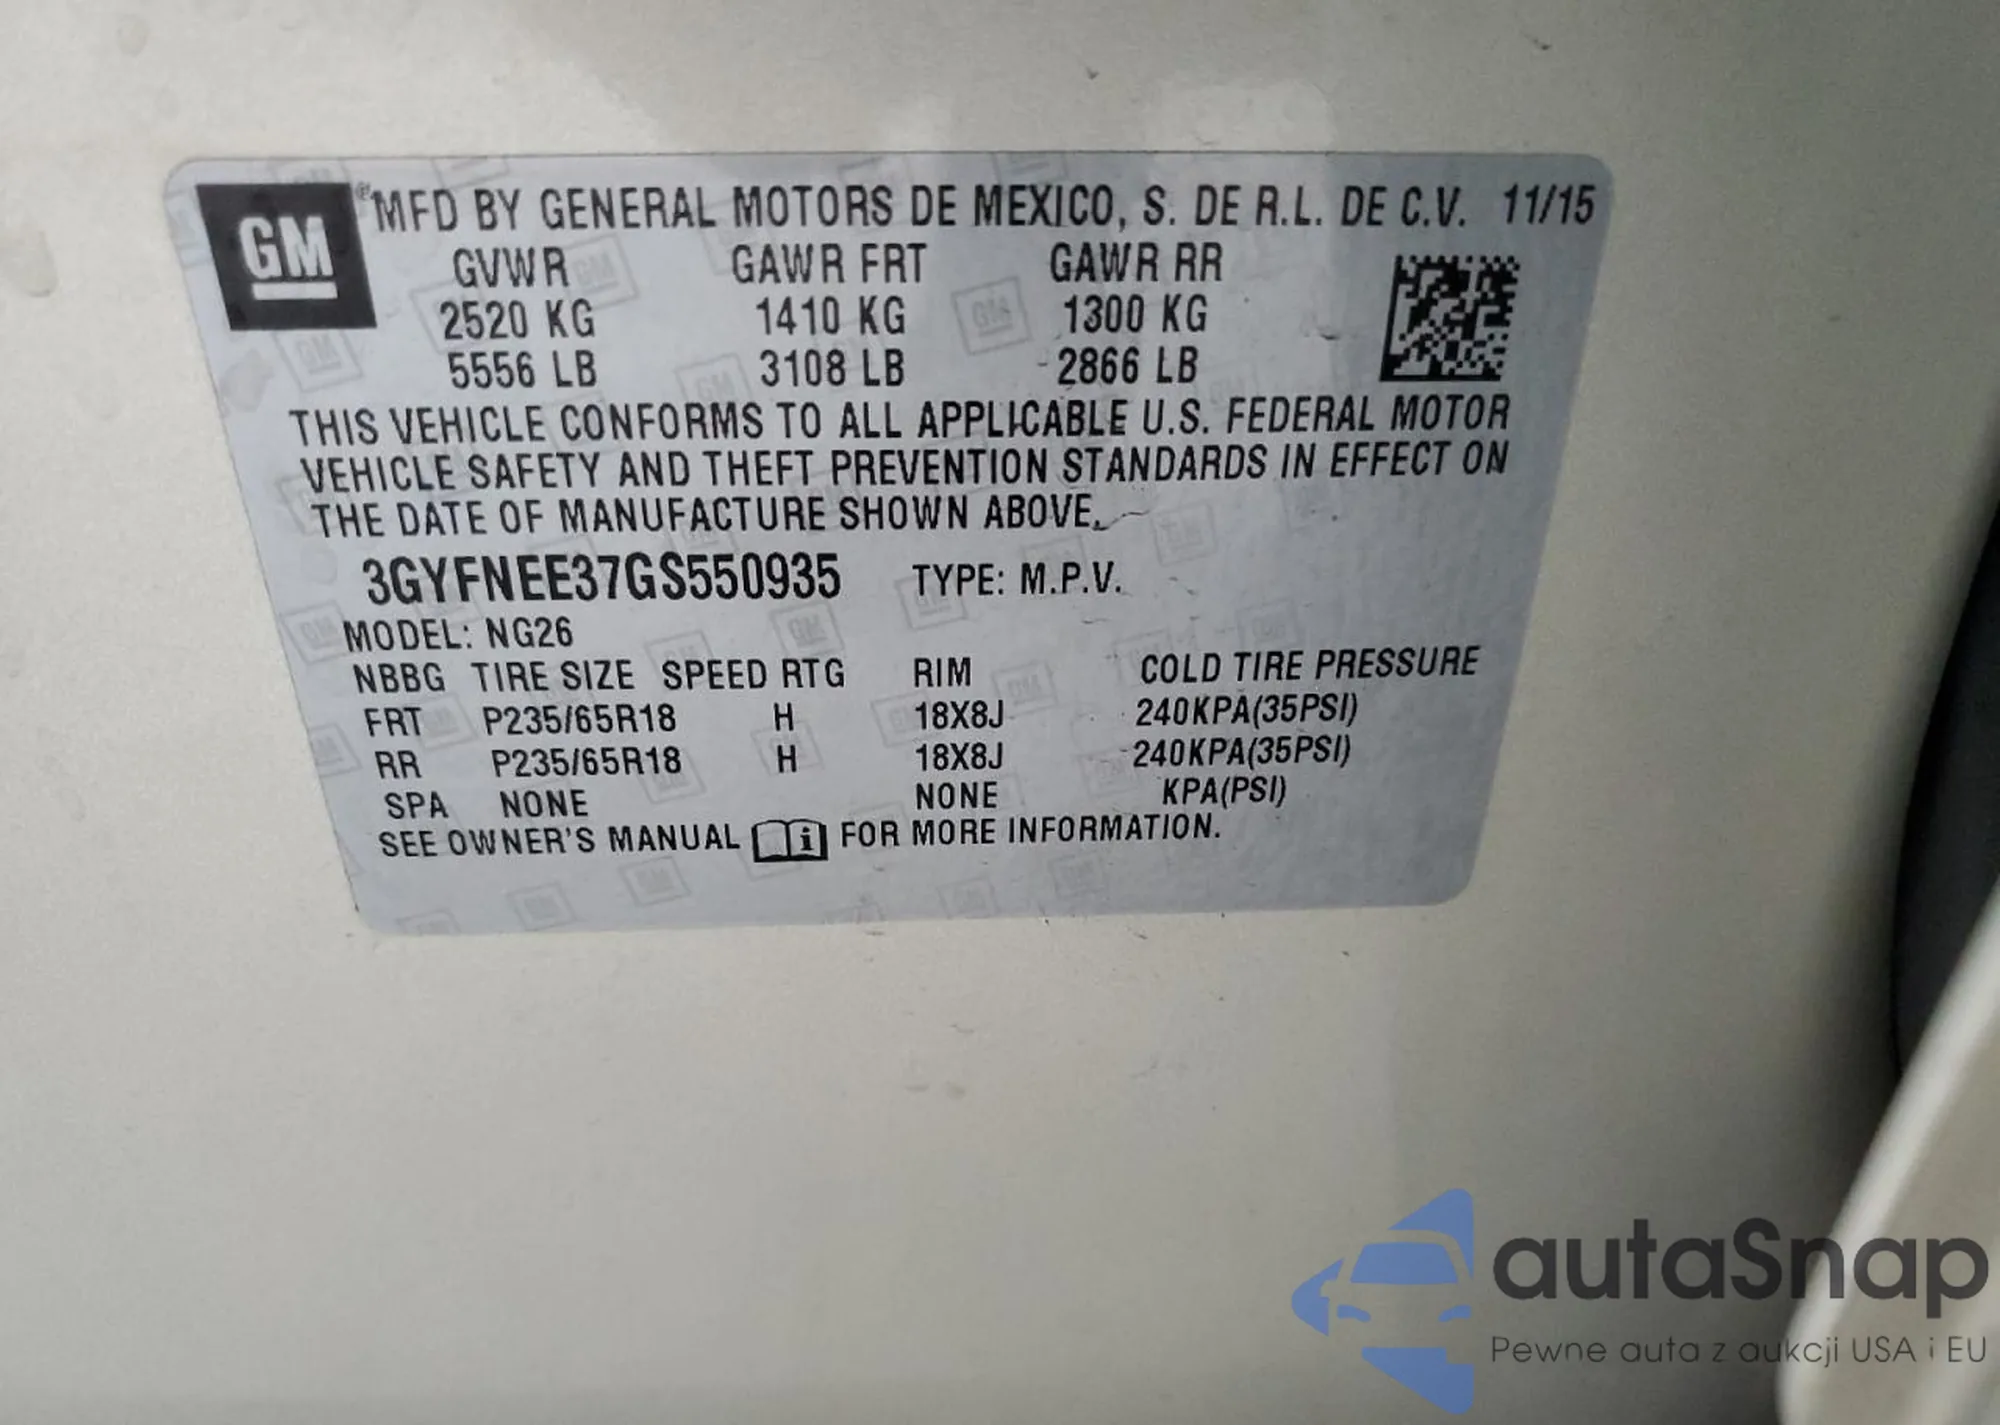 GM ® MFD BY GENERAL MOTORS DE MEXICO, S. DE R.L. DE C.V. 11/15
GVWR GAWR FRT GAWR RR
2520 KG 1410 KG 1300 KG
5556 LB 3108 LB 2866 LB
THIS VEHICLE CONFORMS TO ALL APPLICABLE U.S. FEDERAL MOTOR
VEHICLE SAFETY AND THEFT PREVENTION STANDARDS IN EFFECT ON
THE DATE OF MANUFACTURE SHOWN ABOVE.
3GYFNEE37GS550935 TYPE: M.P.V.
MODEL: NG26
NBBG TIRE SIZE SPEED RTG RIM COLD TIRE PRESSURE
FRT P235/65R18 H 18X8J 240KPA(35PSI)
RR P235/65R18 H 18X8J 240KPA(35PSI)
SPA NONE NONE KPA(PSI)
SEE OWNER'S MANUAL i FOR MORE INFORMATION.
autaSnap
Pewne auta z aukcji USA i EU